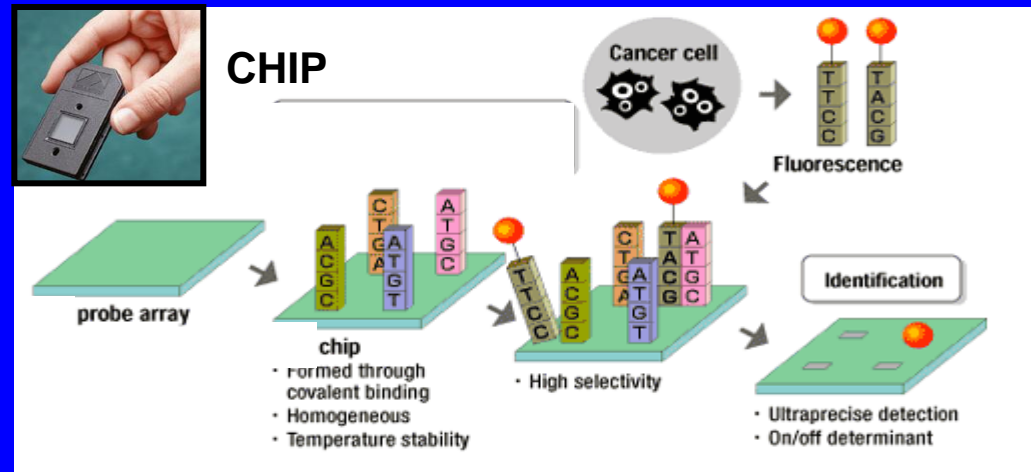 CHIP
Cancer cell
T
T
C
C
T
A
C
G
Fluorescence
probe array
A
C
G
C
C
T
G
A
A
T
G
T
A
T
G
C
chip
· Formed through
covalent binding
· Homogeneous
· Temperature stability
T
T
C
C
A
C
G
C
C
T
G
A
A
T
G
T
T
A
C
G
A
T
G
C
· High selectivity
Identification
· Ultraprecise detection
· On/off determinant